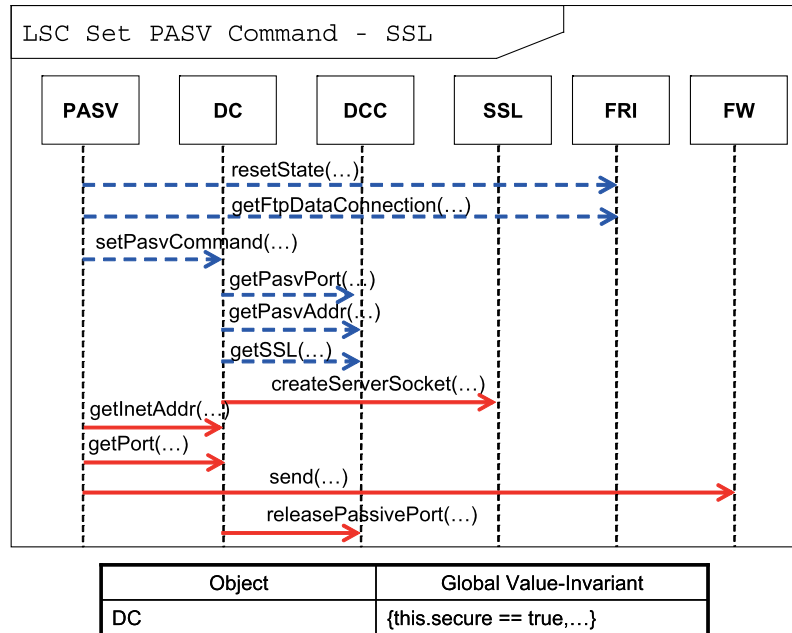 LSC Set PASV Command - SSL
PASV DC DCC SSL FRI FW
resetState(...)
getFtpDataConnection(...)
setPasvCommand(...)
getPasvPort(...)
getPasvAddr(...)
getSSL(...)
createServerSocket(...)
getInetAddr(...)
getPort(...)
send(...)
releasePassivePort(...)
Object Global Value-Invariant
DC {this.secure == true,...}